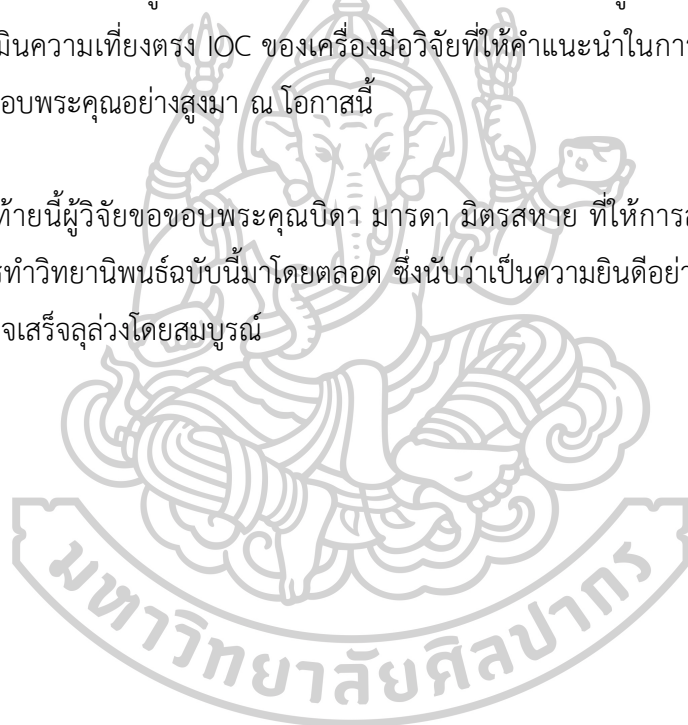 มินความเที่ยงตรง IOC ของเครื่องมือวิจัยที่ให้คำแนะนำในการ
อบพระคุณอย่างสูงมา ณ โอกาสนี้
ท้ายนี้ผู้วิจัยขอขอบพระคุณบิดา มารดา มิตรสหาย ที่ให้การส
รทำวิทยานิพนธ์ฉบับนี้มาโดยตลอด ซึ่งนับว่าเป็นความยินดีอย่า
จเสร็จลุล่วงโดยสมบูรณ์
มหาวิทยาลัยศิลปากร